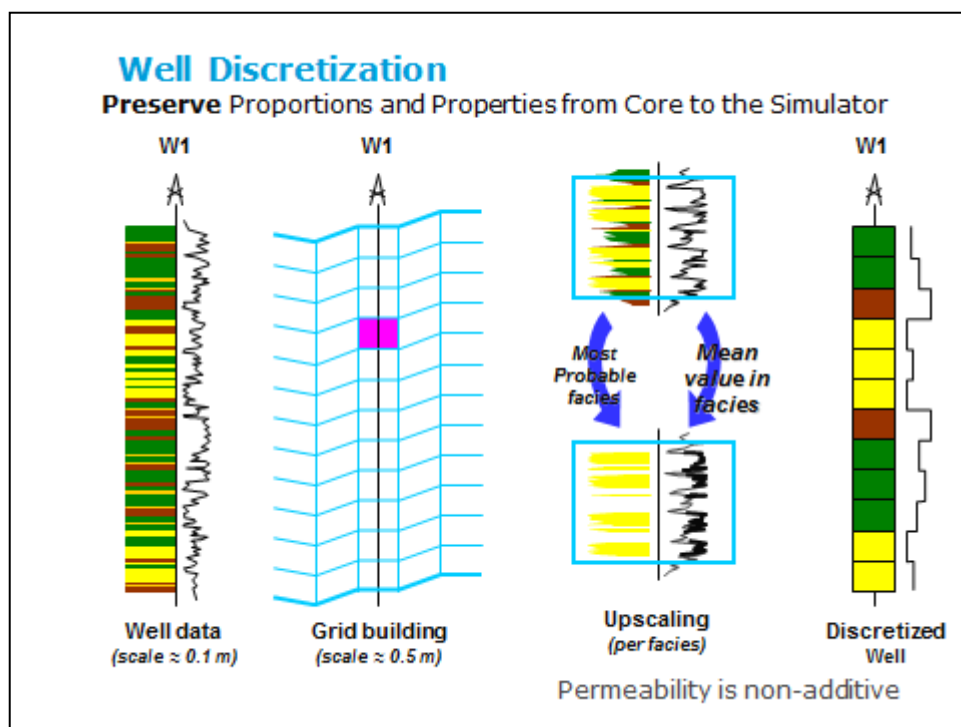 Well Discretization
Preserve Proportions and Properties from Core to the Simulator
W1
W1
W1
Most
Probable
facies
Mean
value in
facies
Well data
(scale ≈ 0.1 m)
Grid building
(scale ≈ 0.5 m)
Upscaling
(per facies)
Discretized
Well
Permeability is non-additive